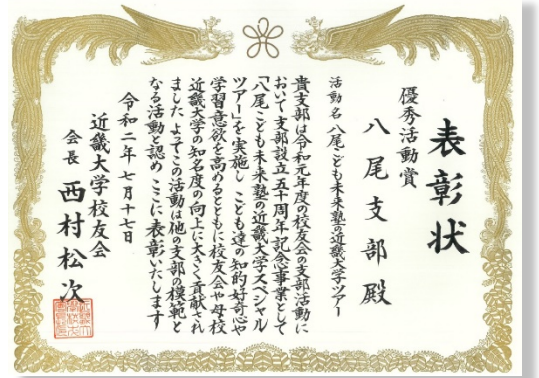 表彰状
優秀活動賞
八尾支部殿
活動名 八尾こども未来塾の近畿大学ツアー
貴支部は令和元年度の校友会の支部活動に
おいて支部設立五十周年記念事業として
「八尾こども未来塾の近畿大学スペシャル
ツアー」を実施し こども達の知的好奇心や
学習意欲を高めるとともに校友会や母校
近畿大学の知名度の向上に大きく貢献され
ました よってこの活動は他の支部の模範と
なる活動と認め ここに表彰いたします
令和二年七月十七日
近畿大学校友会
会長 西村松次